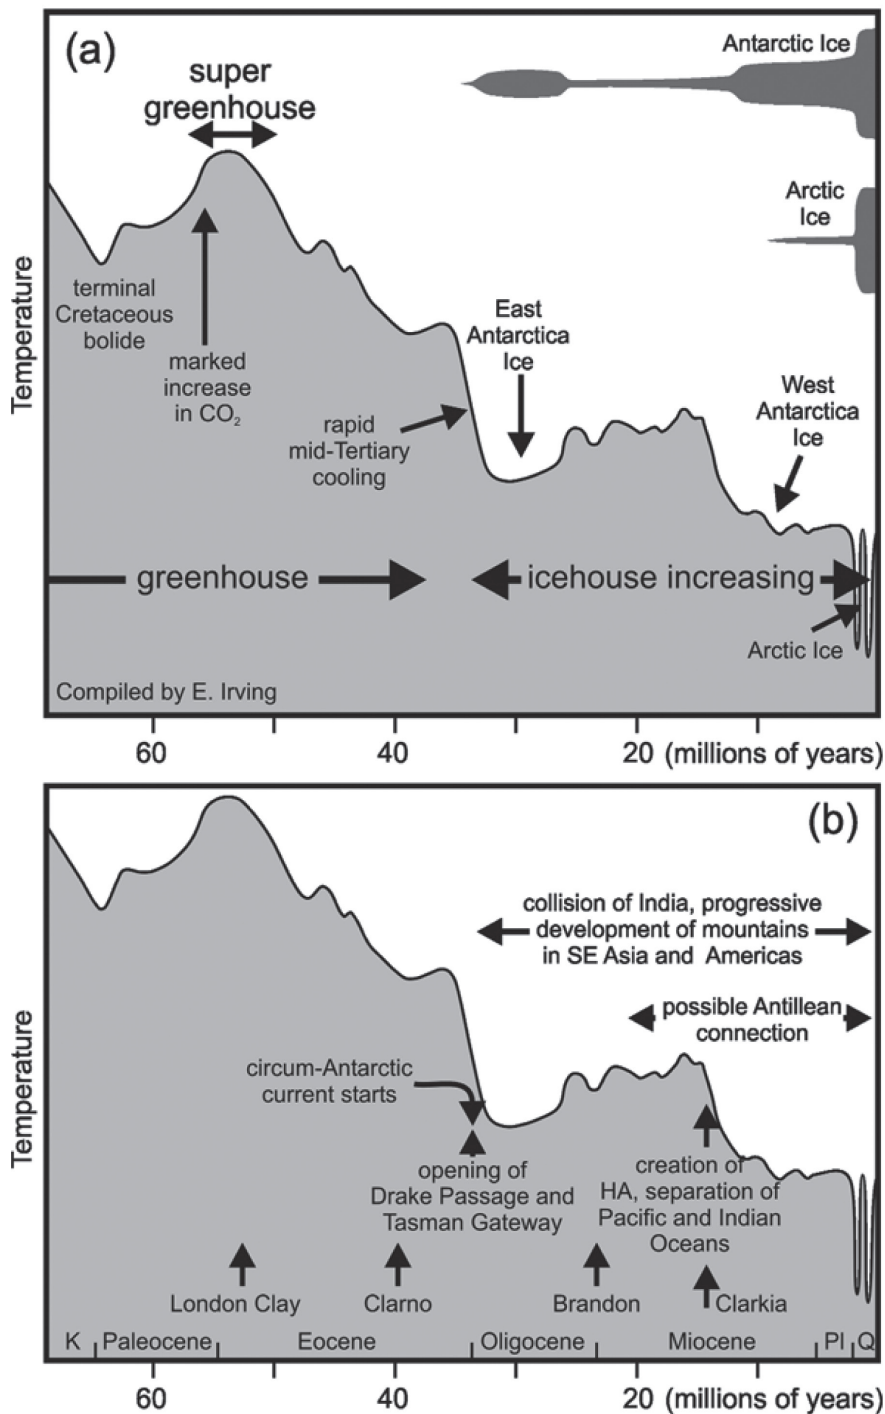 (a)
super
greenhouse
Antarctic Ice
Arctic
Ice
terminal
Cretaceous
bolide
marked
increase
in CO₂
East
Antarctica
Ice
rapid
mid-Tertiary
cooling
West
Antarctica
Ice
Temperature
greenhouse
icehouse increasing
Arctic Ice
Compiled by E. Irving
60 40 20 (millions of years)
(b)
collision of India, progressive
development of mountains
in SE Asia and Americas
possible Antillean
connection
Temperature
circum-Antarctic
current starts
opening of
Drake Passage and
Tasman Gateway
creation of
HA, separation of
Pacific and Indian
Oceans
London Clay Clarno Brandon Clarkia
K Paleocene Eocene Oligocene Miocene Pl Q
60 40 20 (millions of years)